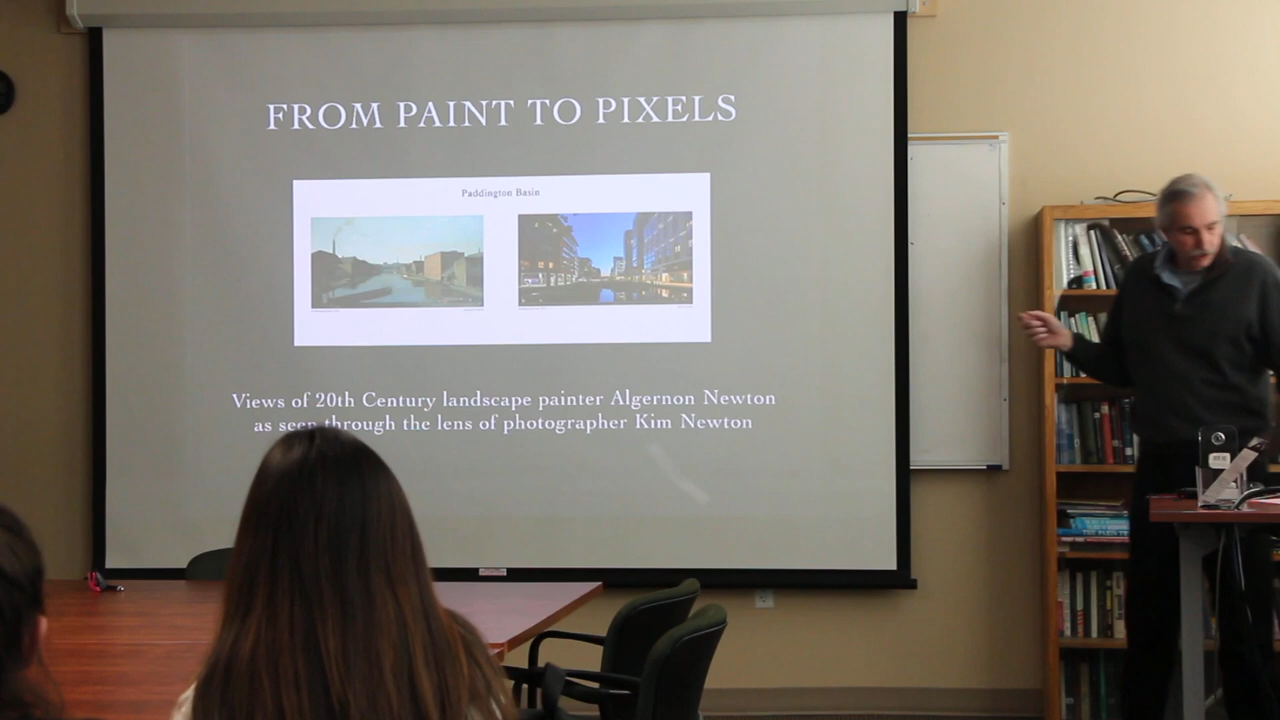 FROM PAINT TO PIXELS
Paddington Basin
Views of 20th Century landscape painter Algernon Newton
as seen through the lens of photographer Kim Newton